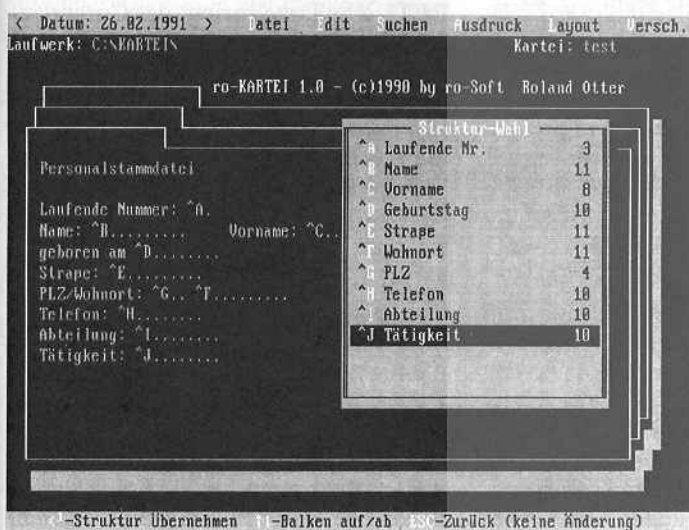 < Datum: 26.02.1991 > Datei Edit Suchen Ausdruck Layout Versch.
Laufwerk: C:\KARTEI\ Kartei: test
ro-KARTEI 1.0 - (c)1990 by ro-Soft Roland Otter
Struktur-Wahl
^A Laufende Nr. 3
^B Name 11
^C Vorname 8
^D Geburtstag 10
^E Strape 11
^F Wohnort 11
^G PLZ 4
^H Telefon 10
^I Abteilung 10
^J Tätigkeit 10
Personalstammdatei
Laufende Nummer: ^A.
Name: ^B......... Vorname: ^C..
geboren am ^D........
Strape: ^E.........
PLZ/Wohnort: ^G.. ^F.........
Telefon: ^H........
Abteilung: ^I........
Tätigkeit: ^J........
-Struktur Übernehmen -Balken auf/ab ESC-Zurück (keine Änderung)